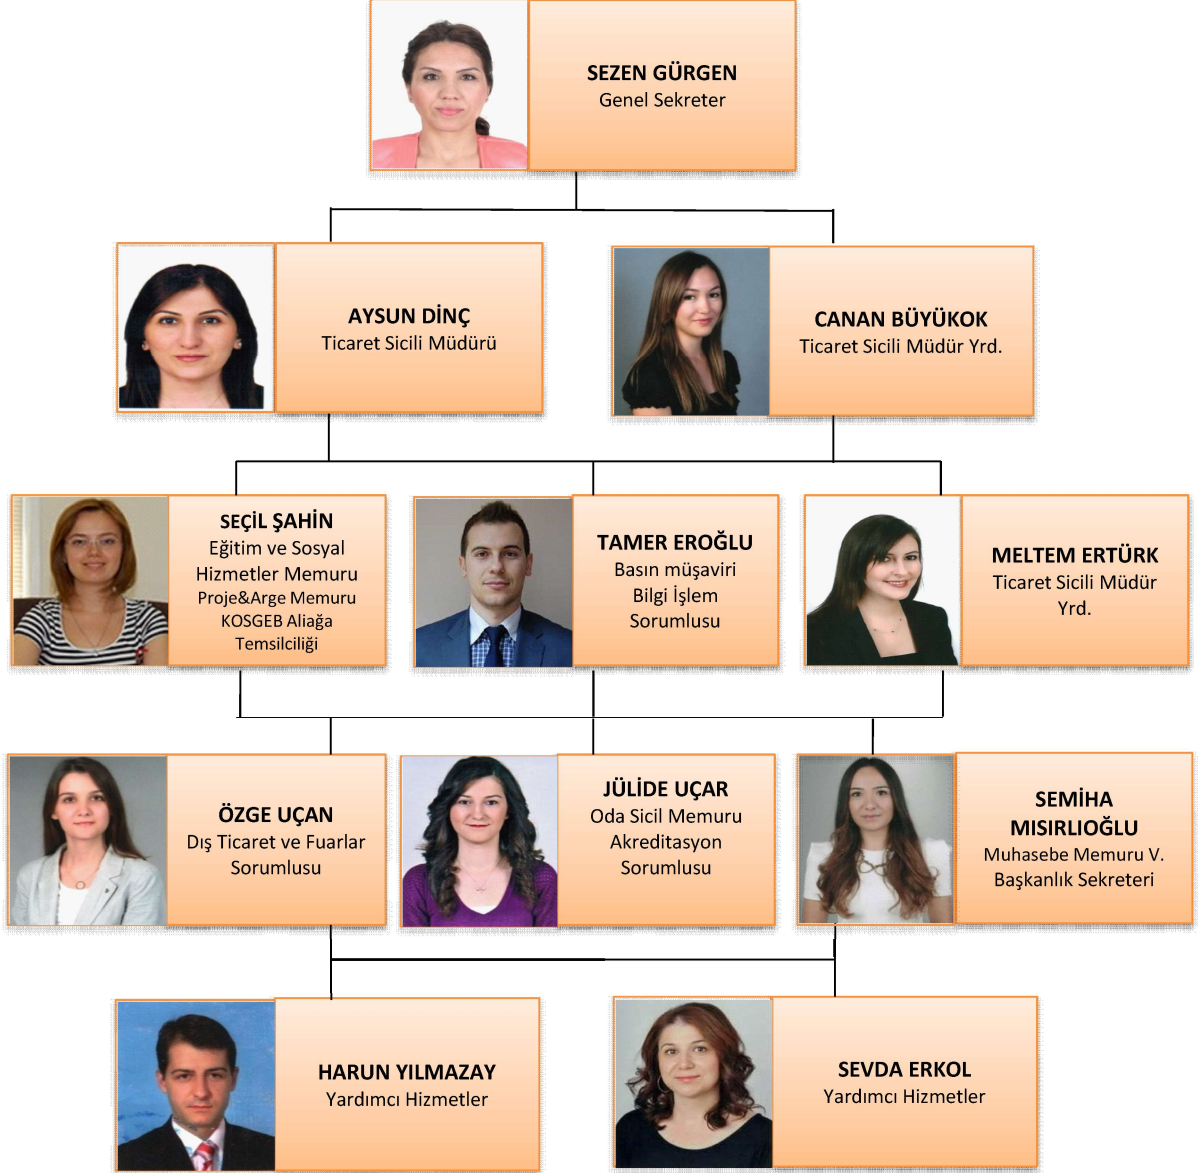 SEZEN GÜRGEN
Genel Sekreter
AYSUN DİNÇ
Ticaret Sicili Müdürü
CANAN BÜYÜKOK
Ticaret Sicili Müdür Yrd.
SEÇİL ŞAHİN
Eğitim ve Sosyal
Hizmetler Memuru
Proje&Arge Memuru
KOSGEB Aliağa
Temsilciliği
TAMER EROĞLU
Basın müşaviri
Bilgi İşlem
Sorumlusu
MELTEM ERTÜRK
Ticaret Sicili Müdür
Yrd.
ÖZGE UÇAN
Dış Ticaret ve Fuarlar
Sorumlusu
JÜLİDE UÇAR
Oda Sicil Memuru
Akreditasyon
Sorumlusu
SEMİHA
MISIRLIOĞLU
Muhasebe Memuru V.
Başkanlık Sekreteri
HARUN YILMAZAY
Yardımcı Hizmetler
SEVDA ERKOL
Yardımcı Hizmetler